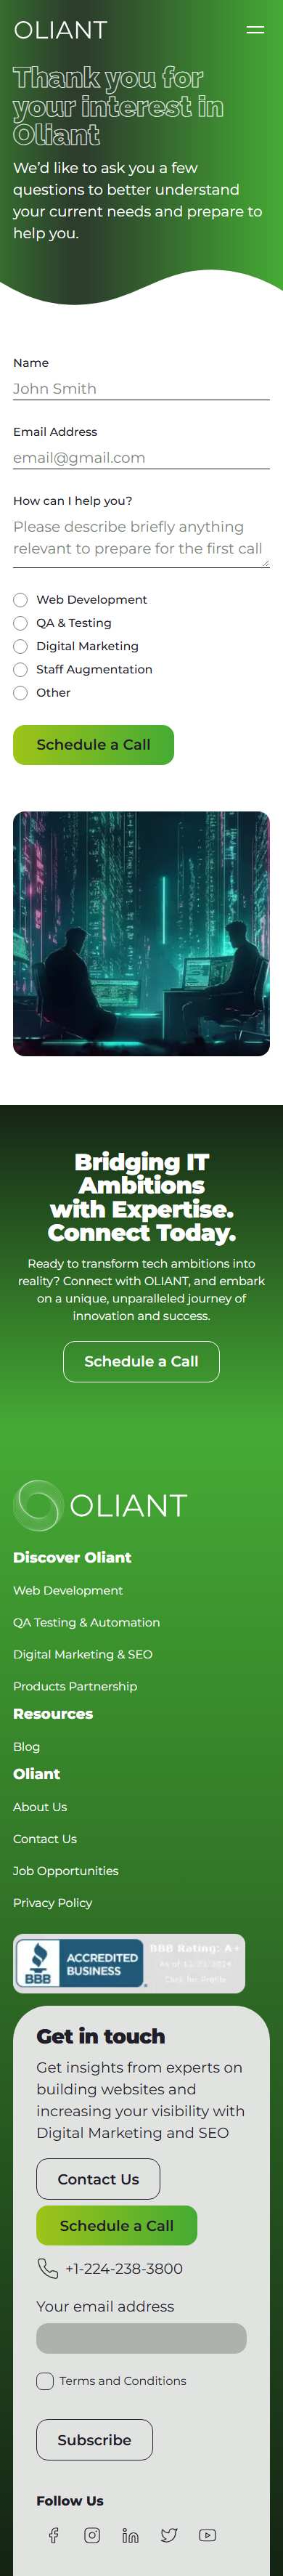 OLIANT
Thank you for
your interest in
Oliant
We'd like to ask you a few
questions to better understand
your current needs and prepare to
help you.
Name
John Smith
Email Address
email@gmail.com
How can I help you?
Please describe briefly anything
relevant to prepare for the first call
Web Development
QA & Testing
Digital Marketing
Staff Augmentation
Other
Schedule a Call
Bridging IT
Ambitions
with Expertise.
Connect Today.
Ready to transform tech ambitions into
reality? Connect with OLIANT, and embark
on a unique, unparalleled journey of
innovation and success.
Schedule a Call
OLIANT
Discover Oliant
Web Development
QA Testing & Automation
Digital Marketing & SEO
Products Partnership
Resources
Blog
Oliant
About Us
Contact Us
Job Opportunities
Privacy Policy
BBB
ACCREDITED
BUSINESS
BBB Rating: A+
Get in touch
Get insights from experts on
building websites and
increasing your visibility with
Digital Marketing and SEO
Contact Us
Schedule a Call
+1-224-238-3800
Your email address
Terms and Conditions
Subscribe
Follow Us